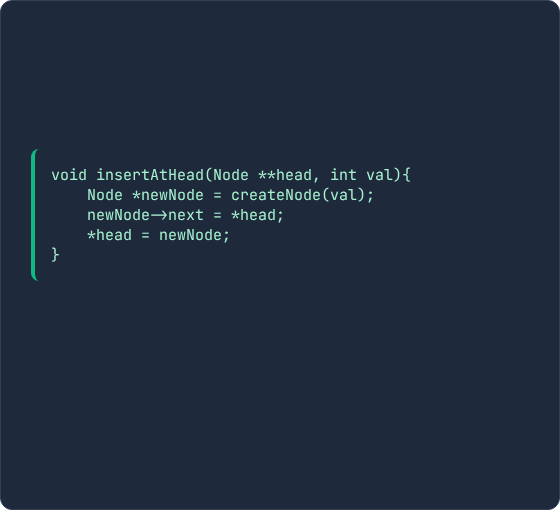 void insertAtHead(Node **head, int val){
    Node *newNode = createNode(val);
    newNode->next = *head;
    *head = newNode;
}